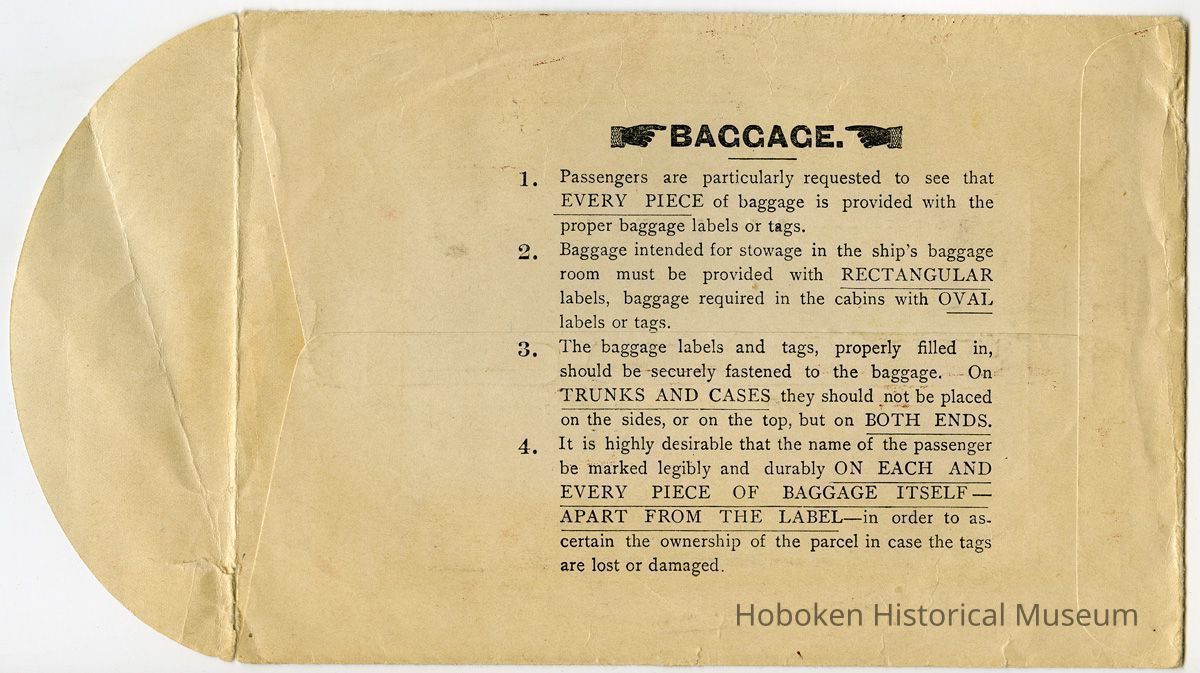 BAGGAGE.
1. Passengers are particularly requested to see that
EVERY PIECE of baggage is provided with the
proper baggage labels or tags.
2. Baggage intended for stowage in the ship's baggage
room must be provided with RECTANGULAR
labels, baggage required in the cabins with OVAL
labels or tags.
3. The baggage labels and tags, properly filled in,
should be securely fastened to the baggage. On
TRUNKS AND CASES they should not be placed
on the sides, or on the top, but on BOTH ENDS.
4. It is highly desirable that the name of the passenger
be marked legibly and durably ON EACH AND
EVERY PIECE OF BAGGAGE ITSELF—
APART FROM THE LABEL—in order to as-
certain the ownership of the parcel in case the tags
are lost or damaged.
Hoboken Historical Museum